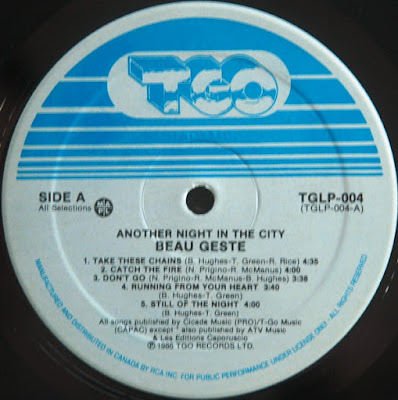 TGO
SIDE A
All Selections
MAPL
TGLP-004
(TGLP-004-A)
ANOTHER NIGHT IN THE CITY
BEAU GESTE
1. TAKE THESE CHAINS (B. Hughes-T. Green-R. Rice) 4:35
2. CATCH THE FIRE (N. Prigino-R. McManus) 4:00
3. DON'T GO (N. Prigino-R. McManus-B. Hughes) 3:38
4. RUNNING FROM YOUR HEART 3:40
(B. Hughes-T. Green)
5. STILL OF THE NIGHT 4:00
(B. Hughes-T. Green)
All songs published by Cicada Music (PRO)/T-Go Music
(CAPAC) except * also published by ATV Music
& Les Editions Caporuscio
℗ 1986 TGO RECORDS LTD.
MANUFACTURED AND DISTRIBUTED IN CANADA BY RCA INC. FOR PUBLIC PERFORMANCE UNDER LICENSE ONLY - ALL OTHER USES RESERVED